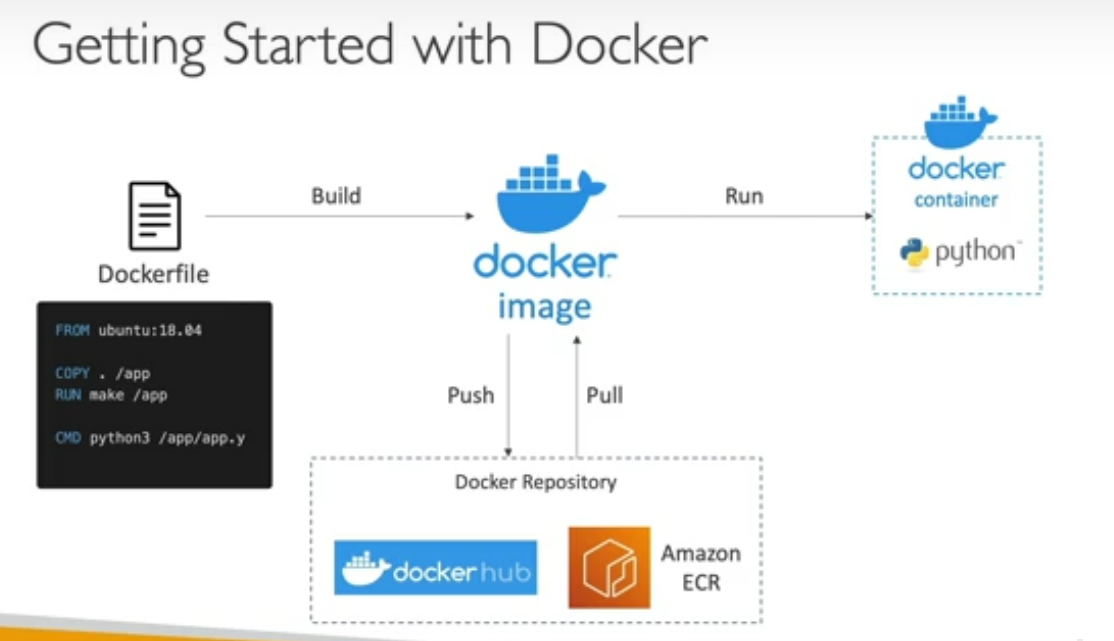 Getting Started with Docker
Build
Run
docker
container
python™
Dockerfile
docker
image
FROM ubuntu:18.04
COPY . /app
RUN make /app
CMD python3 /app/app.y
Push
Pull
Docker Repository
dockerhub
Amazon
ECR